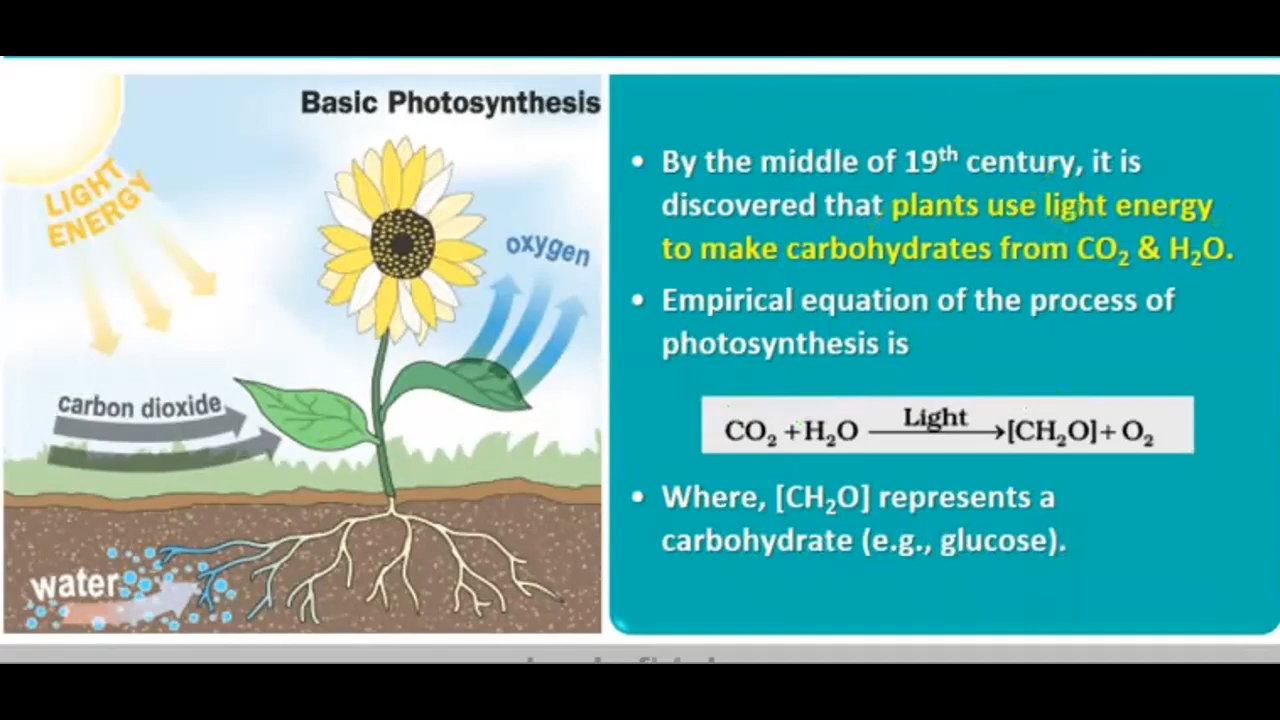 Basic Photosynthesis
LIGHT
ENERGY
oxygen
carbon dioxide
water
• By the middle of 19th century, it is
discovered that plants use light energy
to make carbohydrates from CO₂ & H₂O.
• Empirical equation of the process of
photosynthesis is
CO₂ + H₂O —Light→ [CH₂O] + O₂
• Where, [CH₂O] represents a
carbohydrate (e.g., glucose).